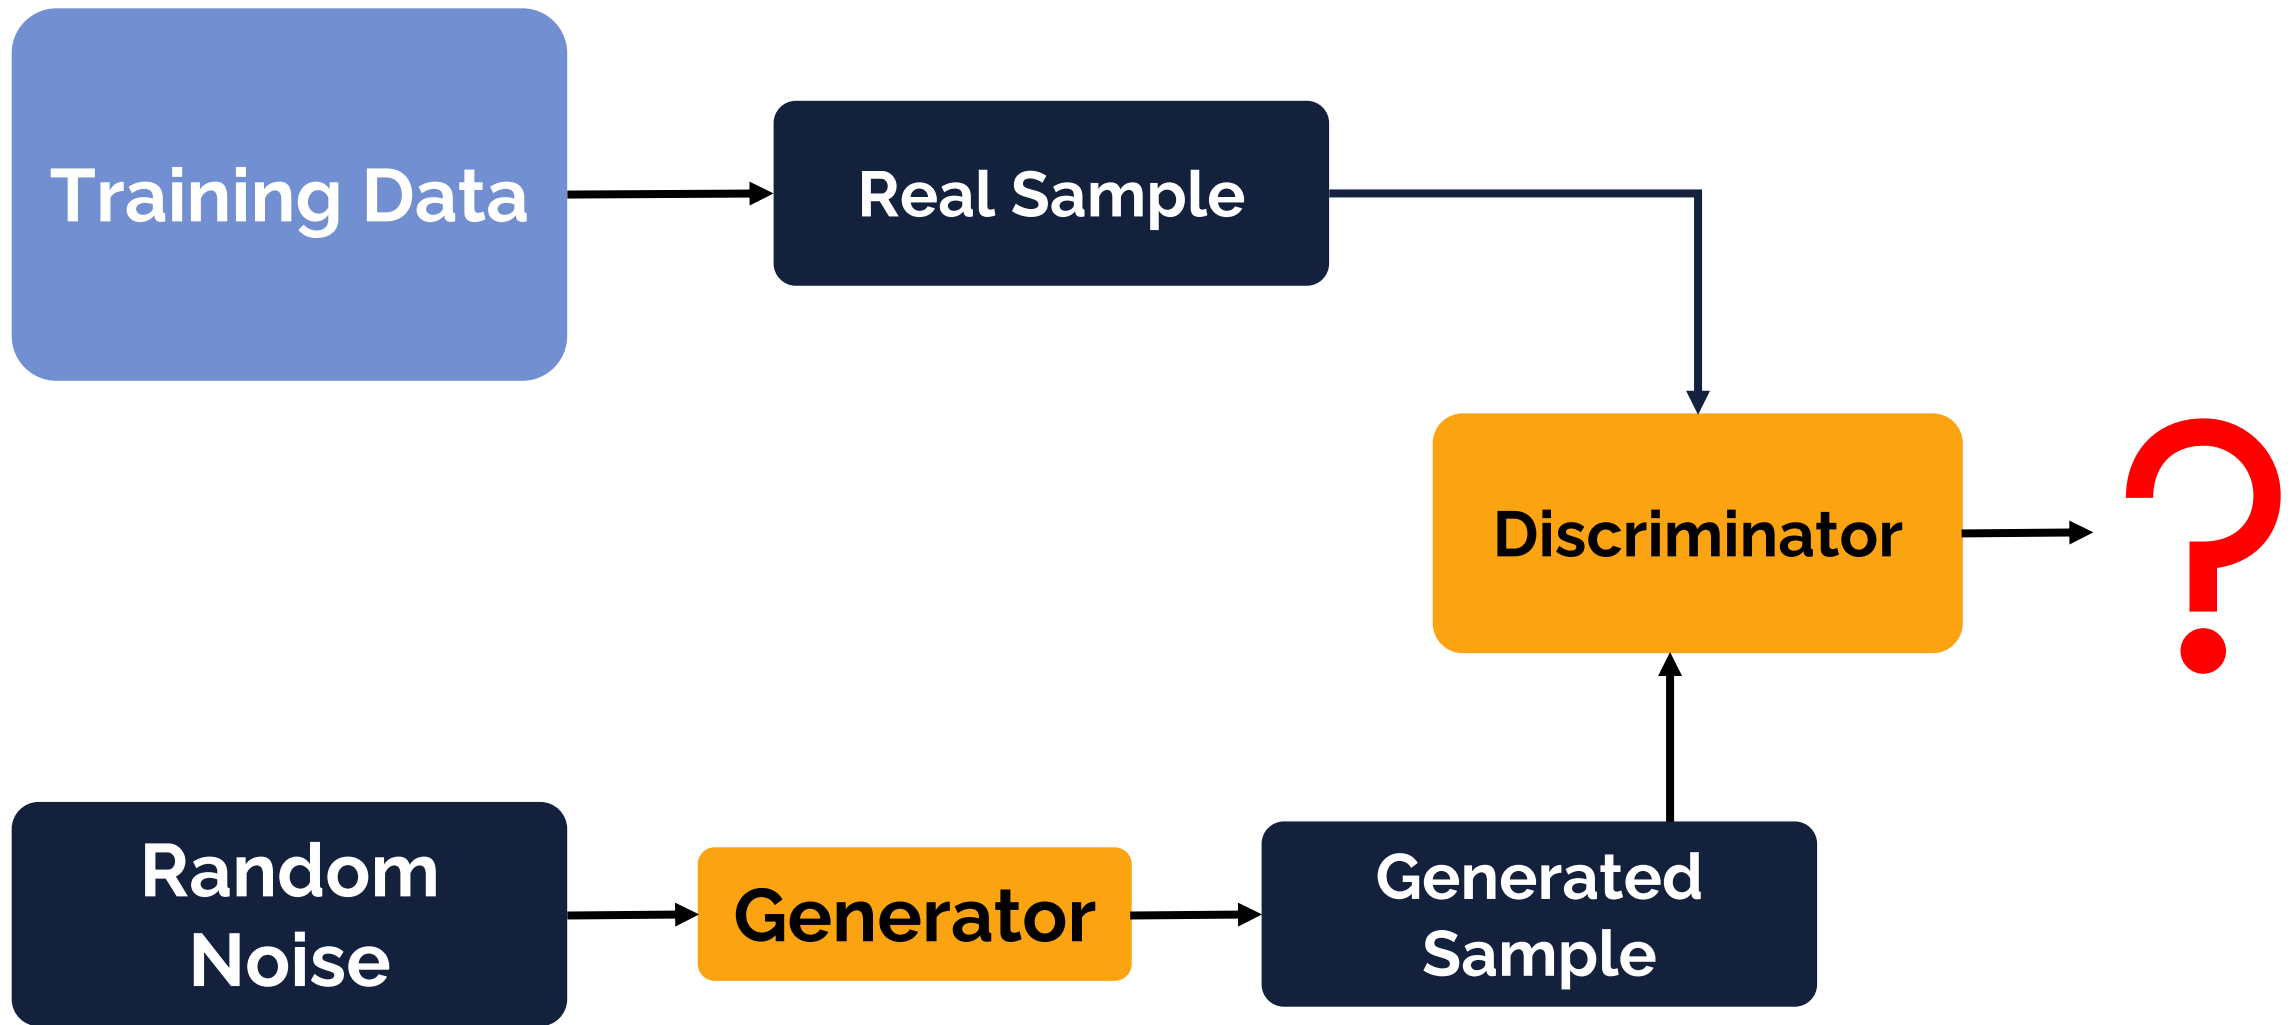 Training Data
Real Sample
Discriminator
?
Random
Noise
Generator
Generated
Sample